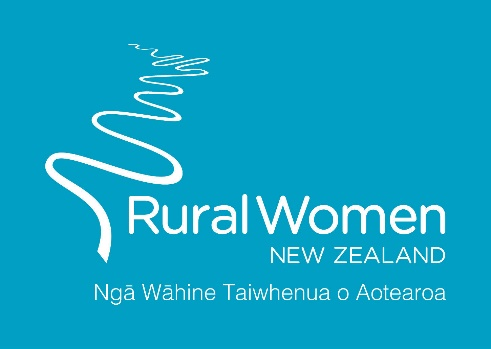 Rural Women
NEW ZEALAND
Ngā Wāhine Taiwhenua o Aotearoa